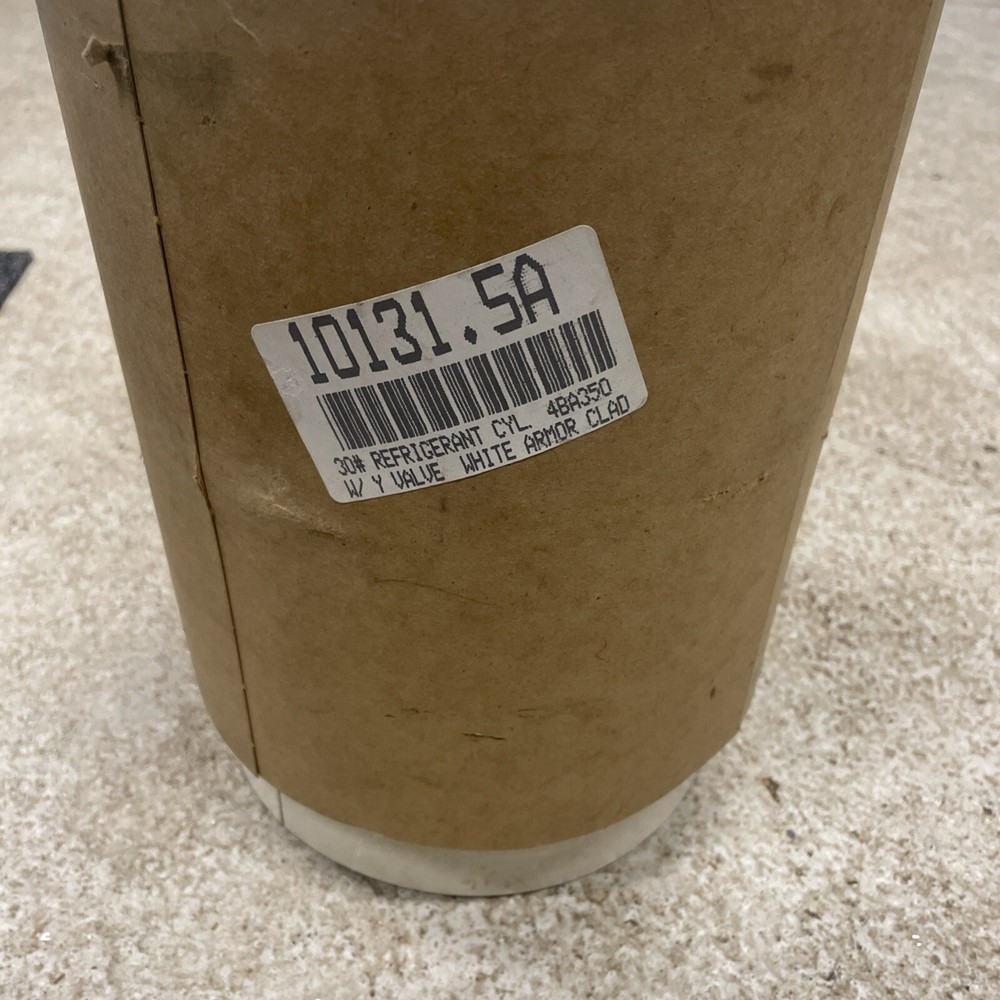 10131.5A
30# REFRIGERANT CYL. 4BA350
W/ Y VALVE WHITE ARMOR CLAD